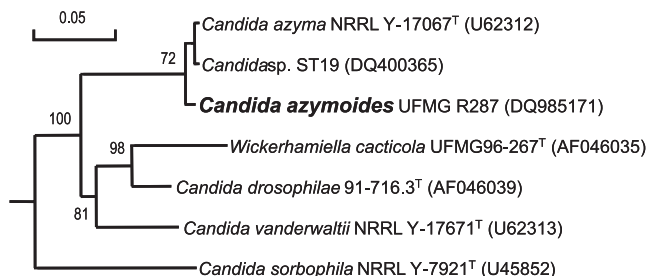 0.05
Candida azyma NRRL Y-17067ᵀ (U62312)
72
Candidasp. ST19 (DQ400365)
Candida azymoides UFMG R287 (DQ985171)
100
98
Wickerhamiella cacticola UFMG96-267ᵀ (AF046035)
Candida drosophilae 91-716.3ᵀ (AF046039)
81
Candida vanderwaltii NRRL Y-17671ᵀ (U62313)
Candida sorbophila NRRL Y-7921ᵀ (U45852)